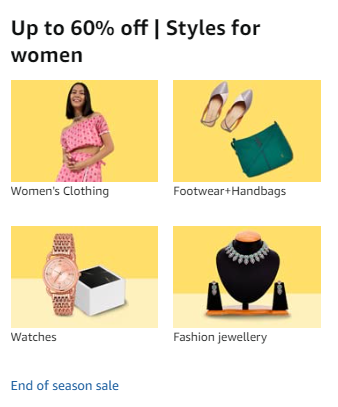 Up to 60% off | Styles for
women
Women's Clothing
Footwear+Handbags
Watches
Fashion jewellery
End of season sale